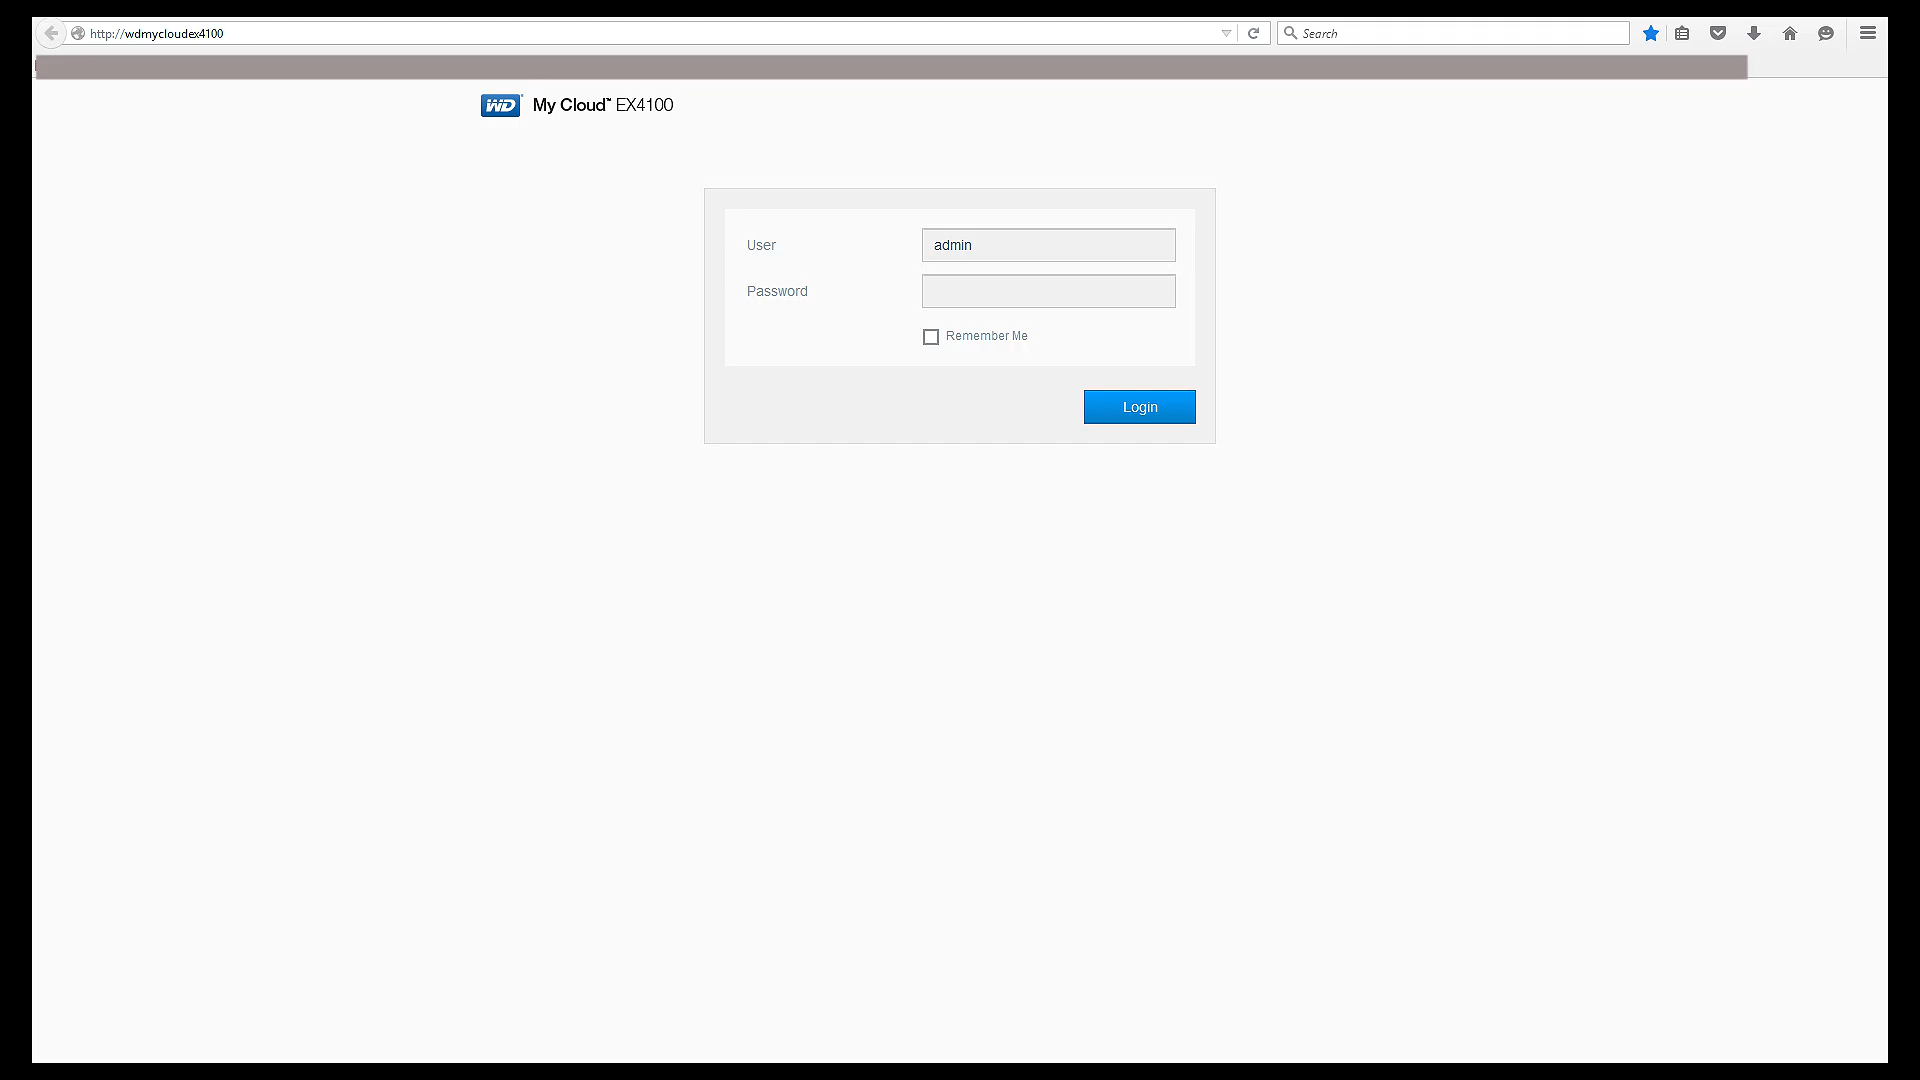 http://wdmycloudex4100
Search
WD My Cloud™ EX4100
User
admin
Password
Remember Me
Login